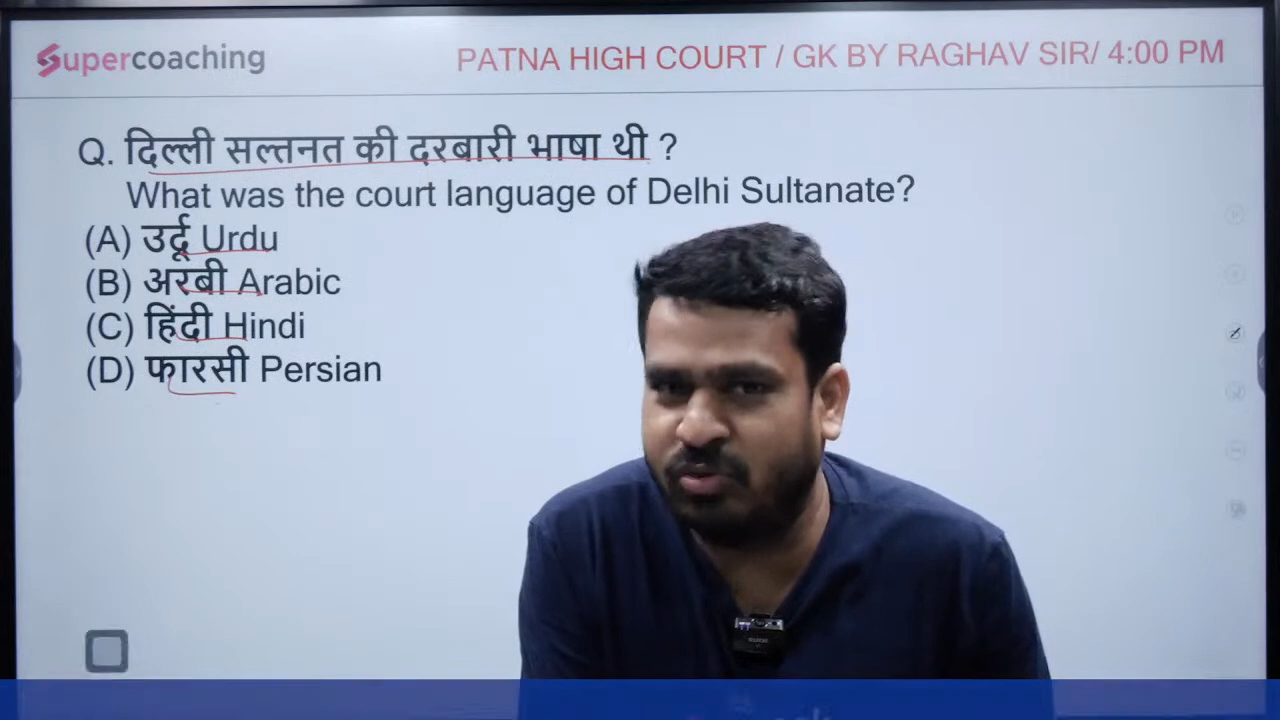 Supercoaching
PATNA HIGH COURT / GK BY RAGHAV SIR/ 4:00 PM
Q. दिल्ली सल्तनत की दरबारी भाषा थी ?
What was the court language of Delhi Sultanate?
(A) उर्दू Urdu
(B) अरबी Arabic
(C) हिंदी Hindi
(D) फारसी Persian